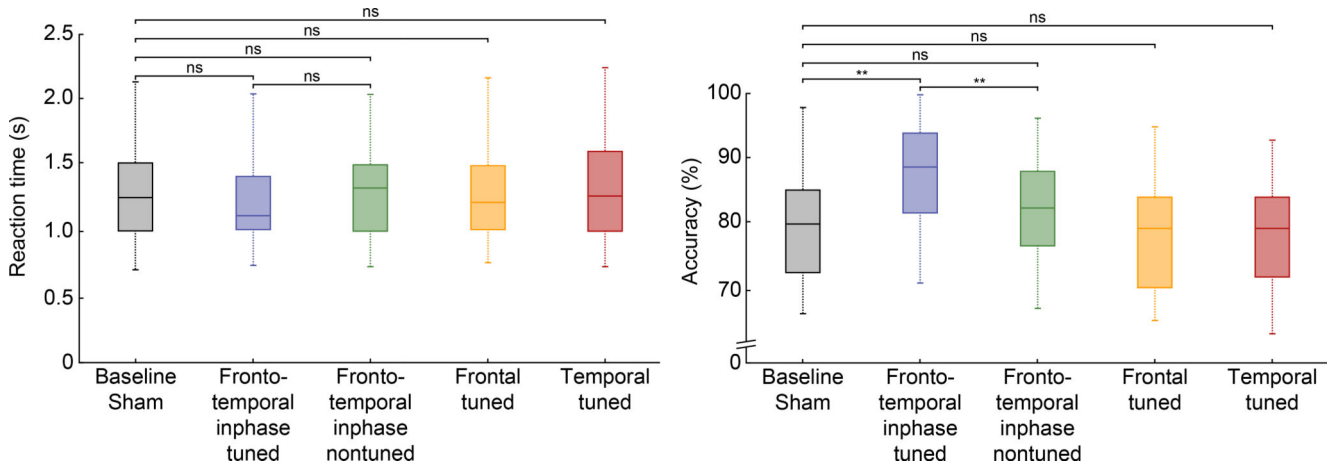 ns
ns
ns
ns
ns
Reaction time (s)
2.5
2.0
1.5
1.0
0.5
0
Baseline
Sham
Fronto-
temporal
inphase
tuned
Fronto-
temporal
inphase
nontuned
Frontal
tuned
Temporal
tuned
ns
ns
ns
**
**
Accuracy (%)
100
90
80
70
0
Baseline
Sham
Fronto-
temporal
inphase
tuned
Fronto-
temporal
inphase
nontuned
Frontal
tuned
Temporal
tuned